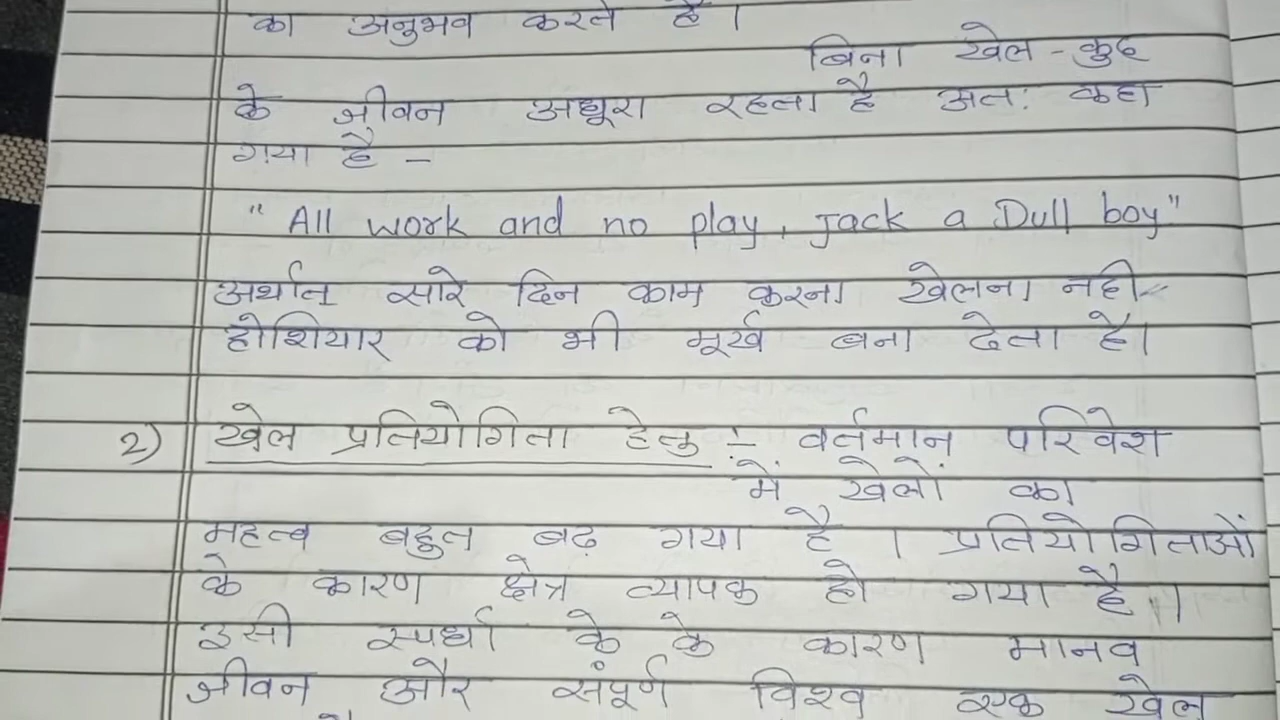 का अनुभव करते हैं।
बिना खेल - कुद
के जीवन अधूरा रहता है अत: कहा
गया है -
" All work and no play, Jack a Dull boy"
अर्थात सारे दिन काम करना खेलना नही
होशियार को भी मूर्ख बना देता है।
2) खेल प्रतियोगिता हेतु :- वर्तमान परिवेश
में खेलों का
महत्व बहुत बढ़ गया है । प्रतियोगिताओं
के कारण क्षेत्र व्यापक हो गया है ।
इसी स्पर्धा के के कारण मानव
जीवन और संपूर्ण विश्व एक खेल